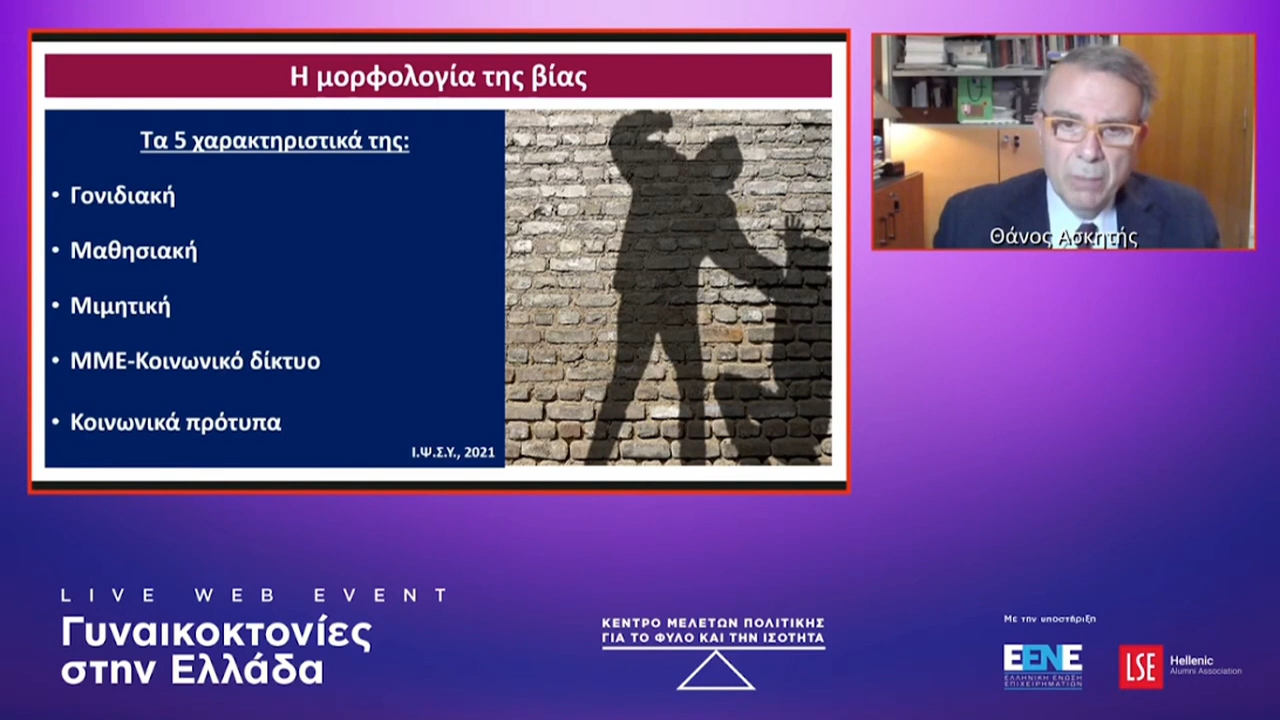 Η μορφολογία της βίας
Τα 5 χαρακτηριστικά της:
• Γονιδιακή
• Μαθησιακή
• Μιμητική
• ΜΜΕ-Κοινωνικό δίκτυο
• Κοινωνικά πρότυπα
Ι.Ψ.Σ.Υ., 2021
Θάνος Ασκητής
LIVE WEB EVENT
Γυναικοκτονίες
στην Ελλάδα
ΚΕΝΤΡΟ ΜΕΛΕΤΩΝ ΠΟΛΙΤΙΚΗΣ
ΓΙΑ ΤΟ ΦΥΛΟ ΚΑΙ ΤΗΝ ΙΣΟΤΗΤΑ
Με την υποστήριξη
ΕΕΝΕ
ΕΛΛΗΝΙΚΗ ΕΝΩΣΗ
ΕΠΙΧΕΙΡΗΜΑΤΙΩΝ
LSE
Hellenic
Alumni Association